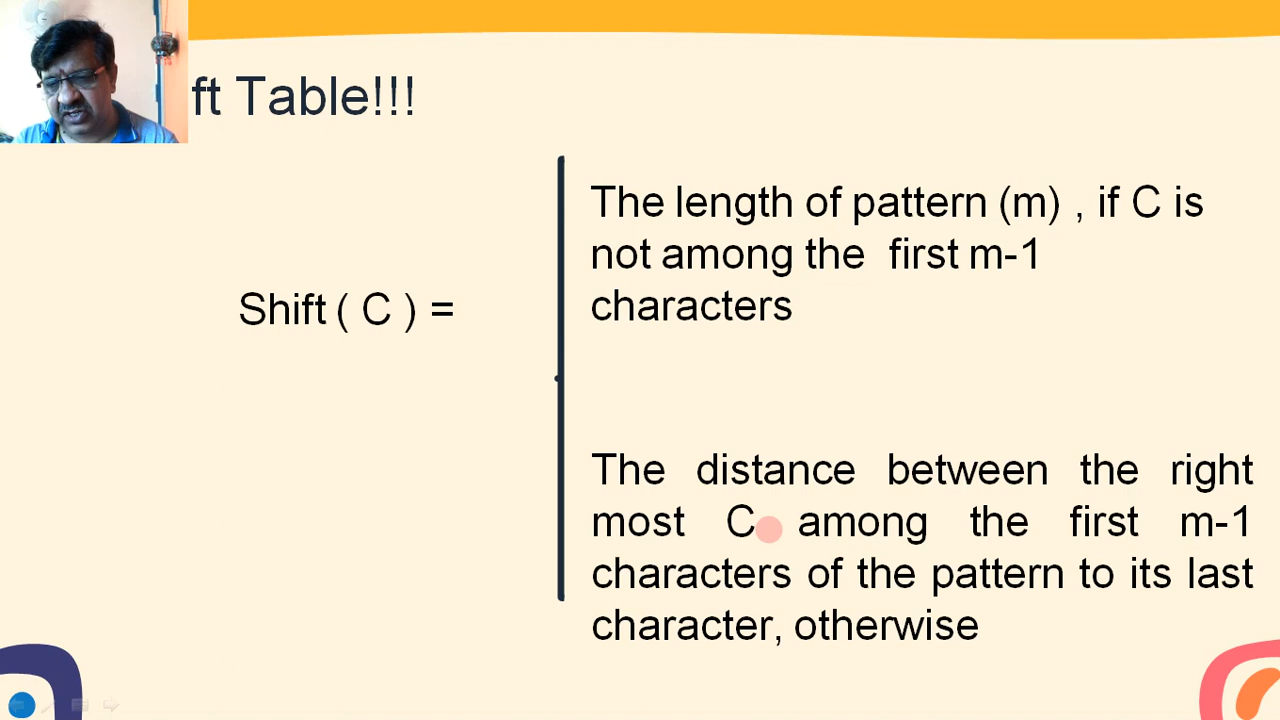 ft Table!!!
Shift ( C ) =
The length of pattern (m) , if C is
not among the first m-1
characters
The distance between the right
most C among the first m-1
characters of the pattern to its last
character, otherwise